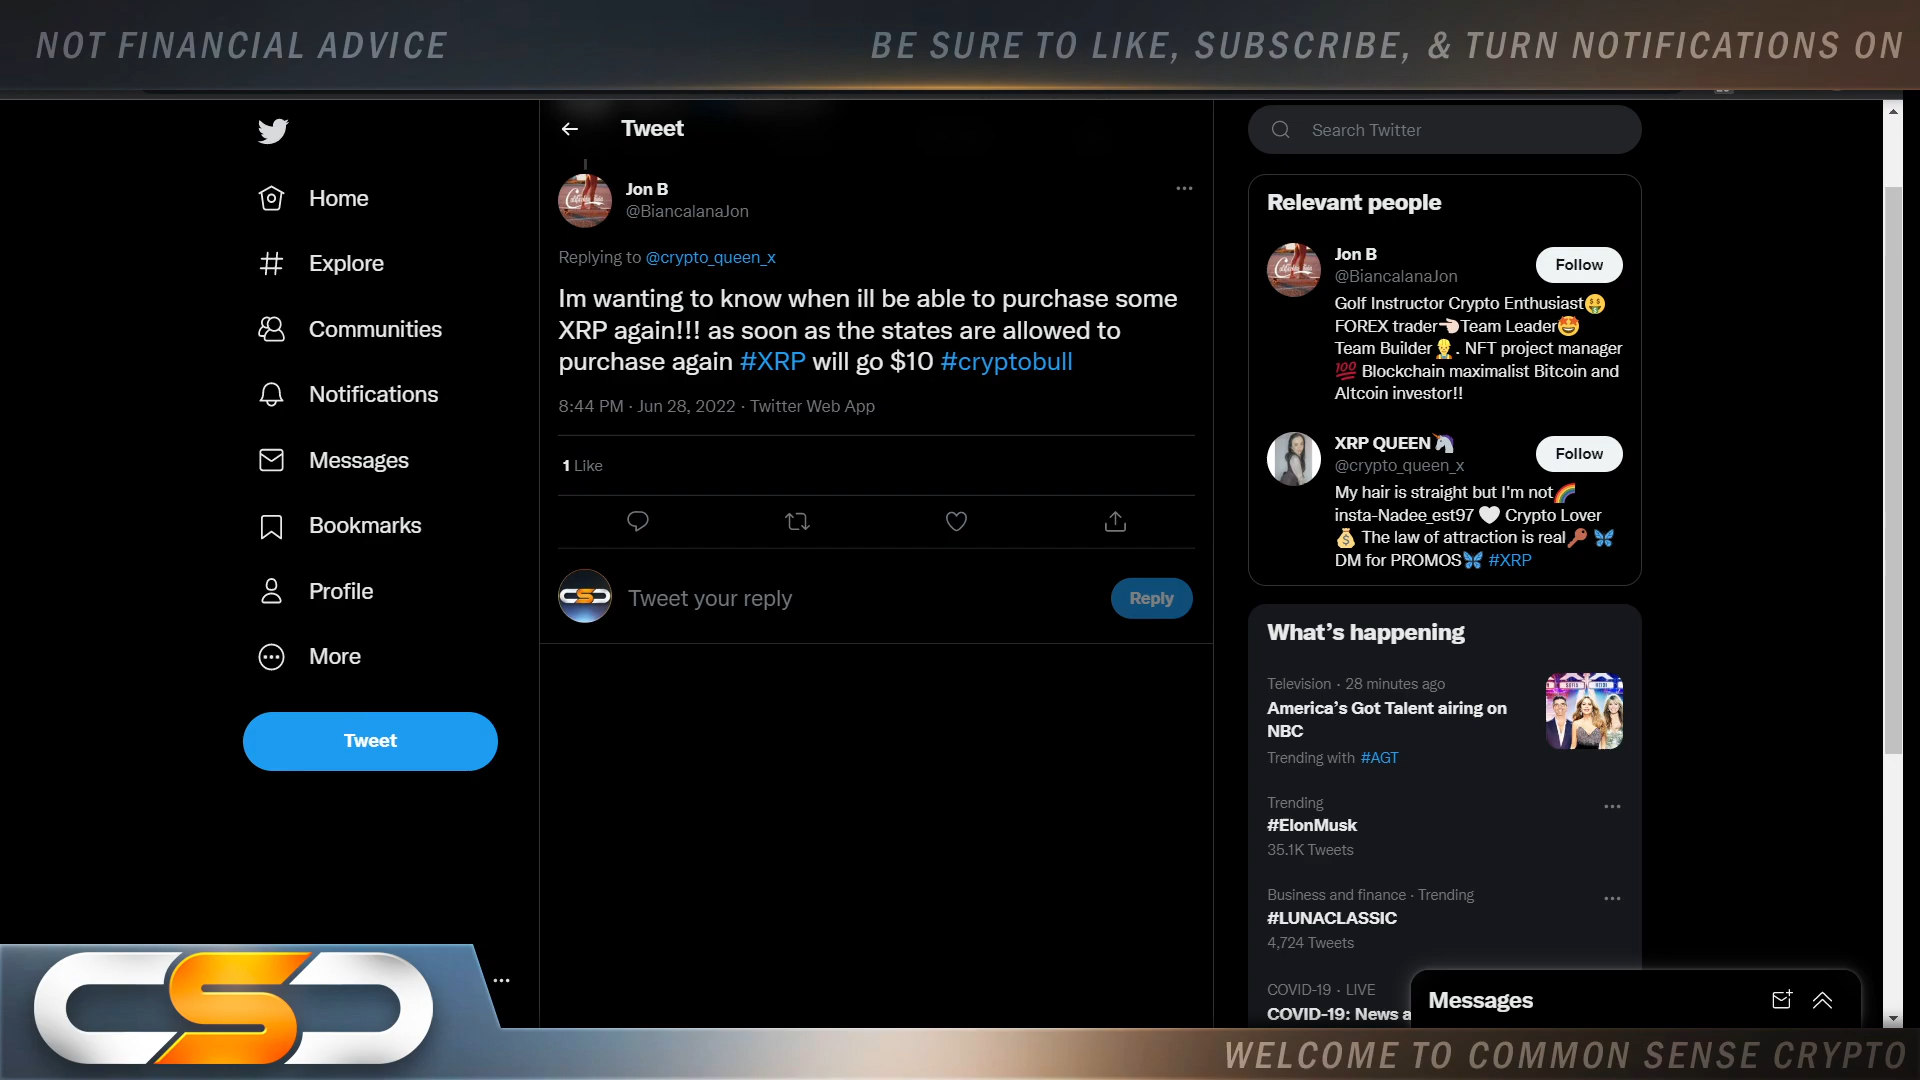 NOT FINANCIAL ADVICE
BE SURE TO LIKE, SUBSCRIBE, & TURN NOTIFICATIONS ON
Home
Explore
Communities
Notifications
Messages
Bookmarks
Profile
More
Tweet
Tweet
Jon B
@BiancalanaJon
Replying to @crypto_queen_x
Im wanting to know when ill be able to purchase some
XRP again!!! as soon as the states are allowed to
purchase again #XRP will go $10 #cryptobull
8:44 PM · Jun 28, 2022 · Twitter Web App
1 Like
Tweet your reply
Reply
Search Twitter
Relevant people
Jon B
@BiancalanaJon
Follow
Golf Instructor Crypto Enthusiast🤑
FOREX trader👈🏻Team Leader🤩
Team Builder👷. NFT project manager
💯 Blockchain maximalist Bitcoin and
Altcoin investor!!
XRP QUEEN🦄
@crypto_queen_x
Follow
My hair is straight but I'm not🌈
insta-Nadee_est97 🤍 Crypto Lover
💰 The law of attraction is real🗝 🦋
DM for PROMOS🦋 #XRP
What's happening
Television · 28 minutes ago
America's Got Talent airing on
NBC
Trending with #AGT
Trending
#ElonMusk
35.1K Tweets
Business and finance · Trending
#LUNACLASSIC
4,724 Tweets
COVID-19 · LIVE
COVID-19: News a
Messages
CSC
WELCOME TO COMMON SENSE CRYPTO